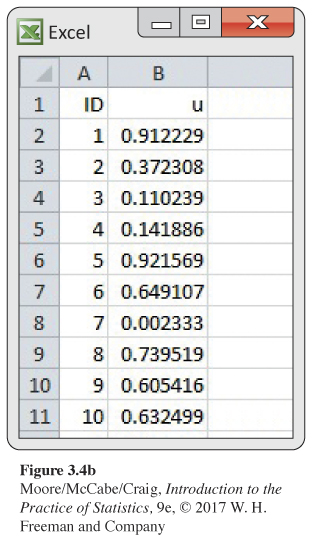 Excel
A B
1 ID u
2 1 0.912229
3 2 0.372308
4 3 0.110239
5 4 0.141886
6 5 0.921569
7 6 0.649107
8 7 0.002333
9 8 0.739519
10 9 0.605416
11 10 0.632499
Figure 3.4b
Moore/McCabe/Craig, Introduction to the
Practice of Statistics, 9e, © 2017 W. H.
Freeman and Company